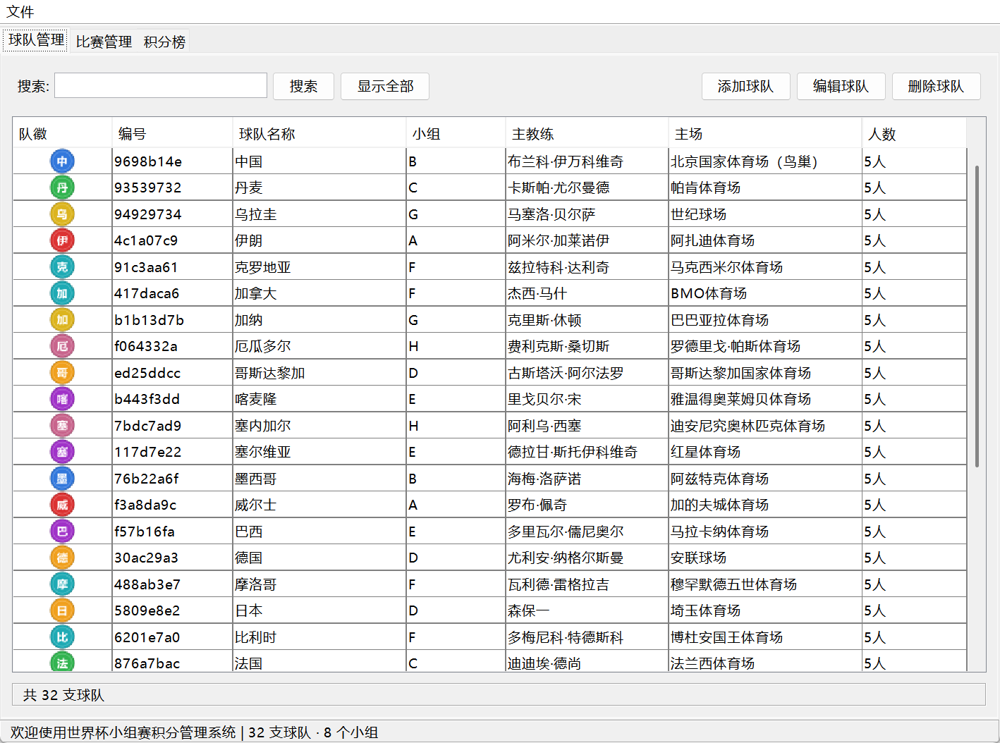 文件
球队管理 比赛管理 积分榜
搜索: 搜索 显示全部 添加球队 编辑球队 删除球队
队徽 编号 球队名称 小组 主教练 主场 人数
中 9698b14e 中国 B 布兰科·伊万科维奇 北京国家体育场（鸟巢） 5人
丹 93539732 丹麦 C 卡斯帕·尤尔曼德 帕肯体育场 5人
乌 94929734 乌拉圭 G 马塞洛·贝尔萨 世纪球场 5人
伊 4c1a07c9 伊朗 A 阿米尔·加莱诺伊 阿扎迪体育场 5人
克 91c3aa61 克罗地亚 F 兹拉特科·达利奇 马克西米尔体育场 5人
加 417daca6 加拿大 F 杰西·马什 BMO体育场 5人
加 b1b13d7b 加纳 G 克里斯·休顿 巴巴亚拉体育场 5人
厄 f064332a 厄瓜多尔 H 费利克斯·桑切斯 罗德里戈·帕斯体育场 5人
哥 ed25ddcc 哥斯达黎加 D 古斯塔沃·阿尔法罗 哥斯达黎加国家体育场 5人
喀 b443f3dd 喀麦隆 E 里戈贝尔·宋 雅温得奥莱姆贝体育场 5人
塞 7bdc7ad9 塞内加尔 H 阿利乌·西塞 迪安尼究奥林匹克体育场 5人
塞 117d7e22 塞尔维亚 E 德拉甘·斯托伊科维奇 红星体育场 5人
墨 76b22a6f 墨西哥 B 海梅·洛萨诺 阿兹特克体育场 5人
威 f3a8da9c 威尔士 A 罗布·佩奇 加的夫城体育场 5人
巴 f57b16fa 巴西 E 多里瓦尔·儒尼奥尔 马拉卡纳体育场 5人
德 30ac29a3 德国 D 尤利安·纳格尔斯曼 安联球场 5人
摩 488ab3e7 摩洛哥 F 瓦利德·雷格拉吉 穆罕默德五世体育场 5人
日 5809e8e2 日本 D 森保一 埼玉体育场 5人
比 6201e7a0 比利时 F 多梅尼科·特德斯科 博杜安国王体育场 5人
法 876a7bac 法国 C 迪迪埃·德尚 法兰西体育场 5人
共 32 支球队
欢迎使用世界杯小组赛积分管理系统 | 32 支球队 · 8 个小组